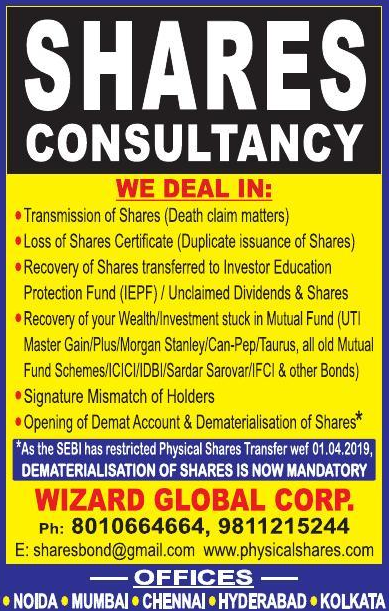 SHARES
CONSULTANCY
WE DEAL IN:
• Transmission of Shares (Death claim matters)
• Loss of Shares Certificate (Duplicate issuance of Shares)
• Recovery of Shares transferred to Investor Education
Protection Fund (IEPF) / Unclaimed Dividends & Shares
• Recovery of your Wealth/Investment stuck in Mutual Fund (UTI
Master Gain/Plus/Morgan Stanley/Can-Pep/Taurus, all old Mutual
Fund Schemes/ICICI/IDBI/Sardar Sarovar/IFCI & other Bonds)
• Signature Mismatch of Holders
• Opening of Demat Account & Dematerialisation of Shares*
*As the SEBI has restricted Physical Shares Transfer wef 01.04.2019,
DEMATERIALISATION OF SHARES IS NOW MANDATORY
WIZARD GLOBAL CORP.
Ph: 8010664664, 9811215244
E: sharesbond@gmail.com www.physicalshares.com
OFFICES
• NOIDA • MUMBAI • CHENNAI • HYDERABAD • KOLKATA